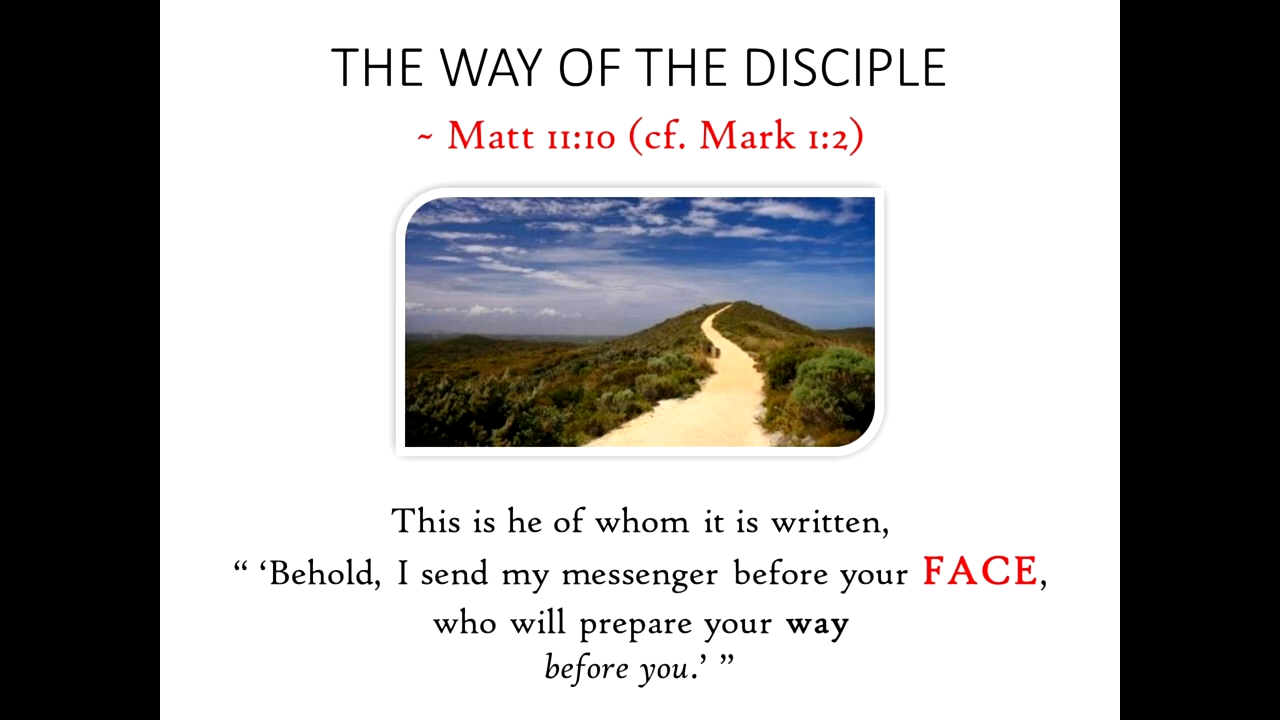 THE WAY OF THE DISCIPLE
~ Matt 11:10 (cf. Mark 1:2)
This is he of whom it is written,
“ ‘Behold, I send my messenger before your FACE,
who will prepare your way
before you.’ ”